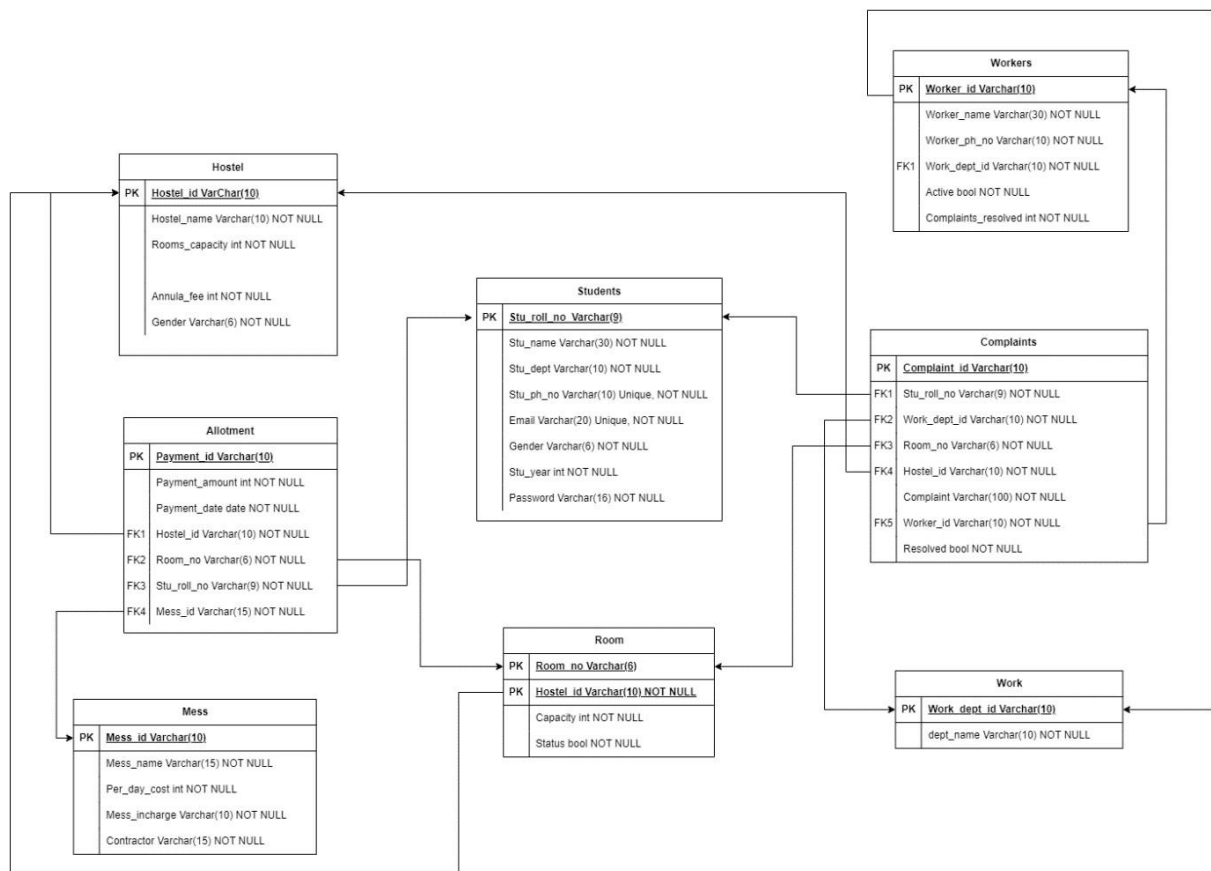 Workers
PK Worker_id Varchar(10)
Worker_name Varchar(30) NOT NULL
Worker_ph_no Varchar(10) NOT NULL
FK1 Work_dept_id Varchar(10) NOT NULL
Active bool NOT NULL
Complaints_resolved int NOT NULL
Hostel
PK Hostel_id VarChar(10)
Hostel_name Varchar(10) NOT NULL
Rooms_capacity int NOT NULL
Annula_fee int NOT NULL
Gender Varchar(6) NOT NULL
Students
PK Stu_roll_no Varchar(9)
Stu_name Varchar(30) NOT NULL
Stu_dept Varchar(10) NOT NULL
Stu_ph_no Varchar(10) Unique, NOT NULL
Email Varchar(20) Unique, NOT NULL
Gender Varchar(6) NOT NULL
Stu_year int NOT NULL
Password Varchar(16) NOT NULL
Complaints
PK Complaint_id Varchar(10)
FK1 Stu_roll_no Varchar(9) NOT NULL
FK2 Work_dept_id Varchar(10) NOT NULL
FK3 Room_no Varchar(6) NOT NULL
FK4 Hostel_id Varchar(10) NOT NULL
Complaint Varchar(100) NOT NULL
FK5 Worker_id Varchar(10) NOT NULL
Resolved bool NOT NULL
Allotment
PK Payment_id Varchar(10)
Payment_amount int NOT NULL
Payment_date date NOT NULL
FK1 Hostel_id Varchar(10) NOT NULL
FK2 Room_no Varchar(6) NOT NULL
FK3 Stu_roll_no Varchar(9) NOT NULL
FK4 Mess_id Varchar(15) NOT NULL
Room
PK Room_no Varchar(6)
PK Hostel_id Varchar(10) NOT NULL
Capacity int NOT NULL
Status bool NOT NULL
Work
PK Work_dept_id Varchar(10)
dept_name Varchar(10) NOT NULL
Mess
PK Mess_id Varchar(10)
Mess_name Varchar(15) NOT NULL
Per_day_cost int NOT NULL
Mess_incharge Varchar(10) NOT NULL
Contractor Varchar(15) NOT NULL